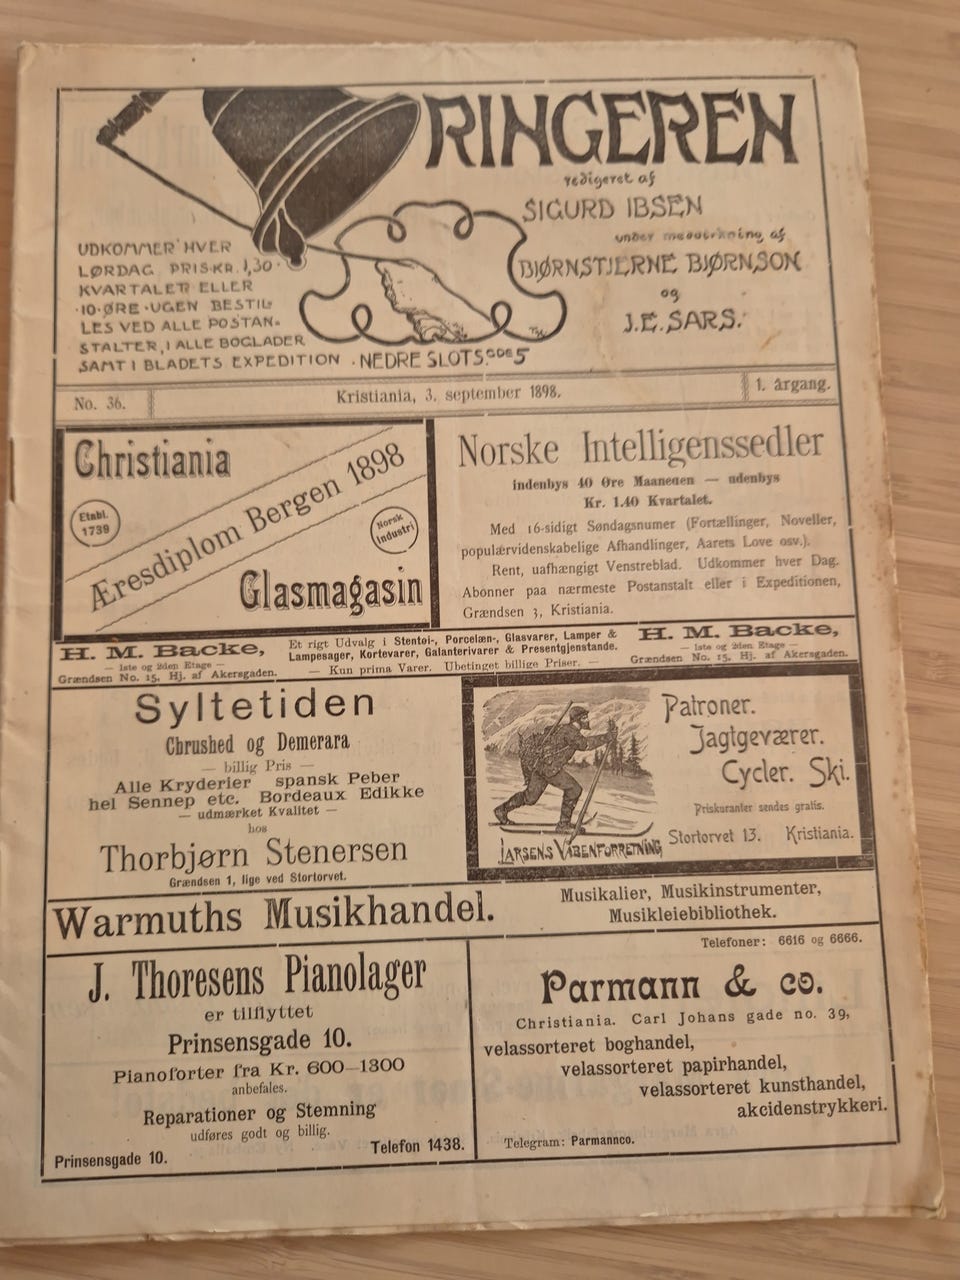 RINGEREN
redigeret af
SIGURD IBSEN
under medvirkning af
BJØRNSTJERNE BJØRNSON
og
J.E. SARS.
UDKOMMER HVER
LØRDAG. PRIS·KR. 1,30·
KVARTALET ELLER
·10·ØRE·UGEN BESTIL-
LES VED ALLE POSTAN-
STALTER, I ALLE BOGLADER
SAMT I BLADETS EXPEDITION · NEDRE SLOTS.GDE 5
No. 36.
Kristiania, 3. september 1898.
1. årgang.
Christiania
Etabl.
1739
Æresdiplom Bergen 1898
Norsk
Industri
Glasmagasin
Norske Intelligenssedler
indenbys 40 Øre Maaneden — udenbys
Kr. 1.40 Kvartalet.
Med 16-sidigt Søndagsnumer (Fortællinger, Noveller,
populærvidenskabelige Afhandlinger, Aarets Love osv.).
Rent, uafhængigt Venstreblad. Udkommer hver Dag.
Abonner paa nærmeste Postanstalt eller i Expeditionen,
Grændsen 3, Kristiania.
H. M. Backe,
— 1ste og 2den Etage —
Grændsen No. 15, Hj. af Akersgaden.
Et rigt Udvalg i Stentøi-, Porcelæn-, Glasvarer, Lamper &
Lampesager, Kortevarer, Galanterivarer & Presentgjenstande.
— Kun prima Varer. Ubetinget billige Priser. —
H. M. Backe,
— 1ste og 2den Etage —
Grændsen No. 15, Hj. af Akersgaden.
Syltetiden
Chrushed og Demerara
— billig Pris —
Alle Kryderier spansk Peber
hel Sennep etc. Bordeaux Edikke
— udmærket Kvalitet
hos
Thorbjørn Stenersen
Grændsen 1, lige ved Stortorvet.
Patroner.
Jagtgeværer.
Cycler. Ski.
Priskuranter sendes gratis.
LARSENS VÅBENFORRETNING
Stortorvet 13. Kristiania.
Warmuths Musikhandel.
Musikalier, Musikinstrumenter,
Musikleiebibliothek.
J. Thoresens Pianolager
er tilflyttet
Prinsensgade 10.
Pianoforter fra Kr. 600—1300
anbefales.
Reparationer og Stemning
udføres godt og billig.
Prinsensgade 10.
Telefon 1438.
Telefoner: 6616 og 6666.
Parmann & co.
Christiania. Carl Johans gade no. 39,
velassorteret boghandel,
velassorteret papirhandel,
velassorteret kunsthandel,
akcidenstrykkeri.
Telegram: Parmannco.